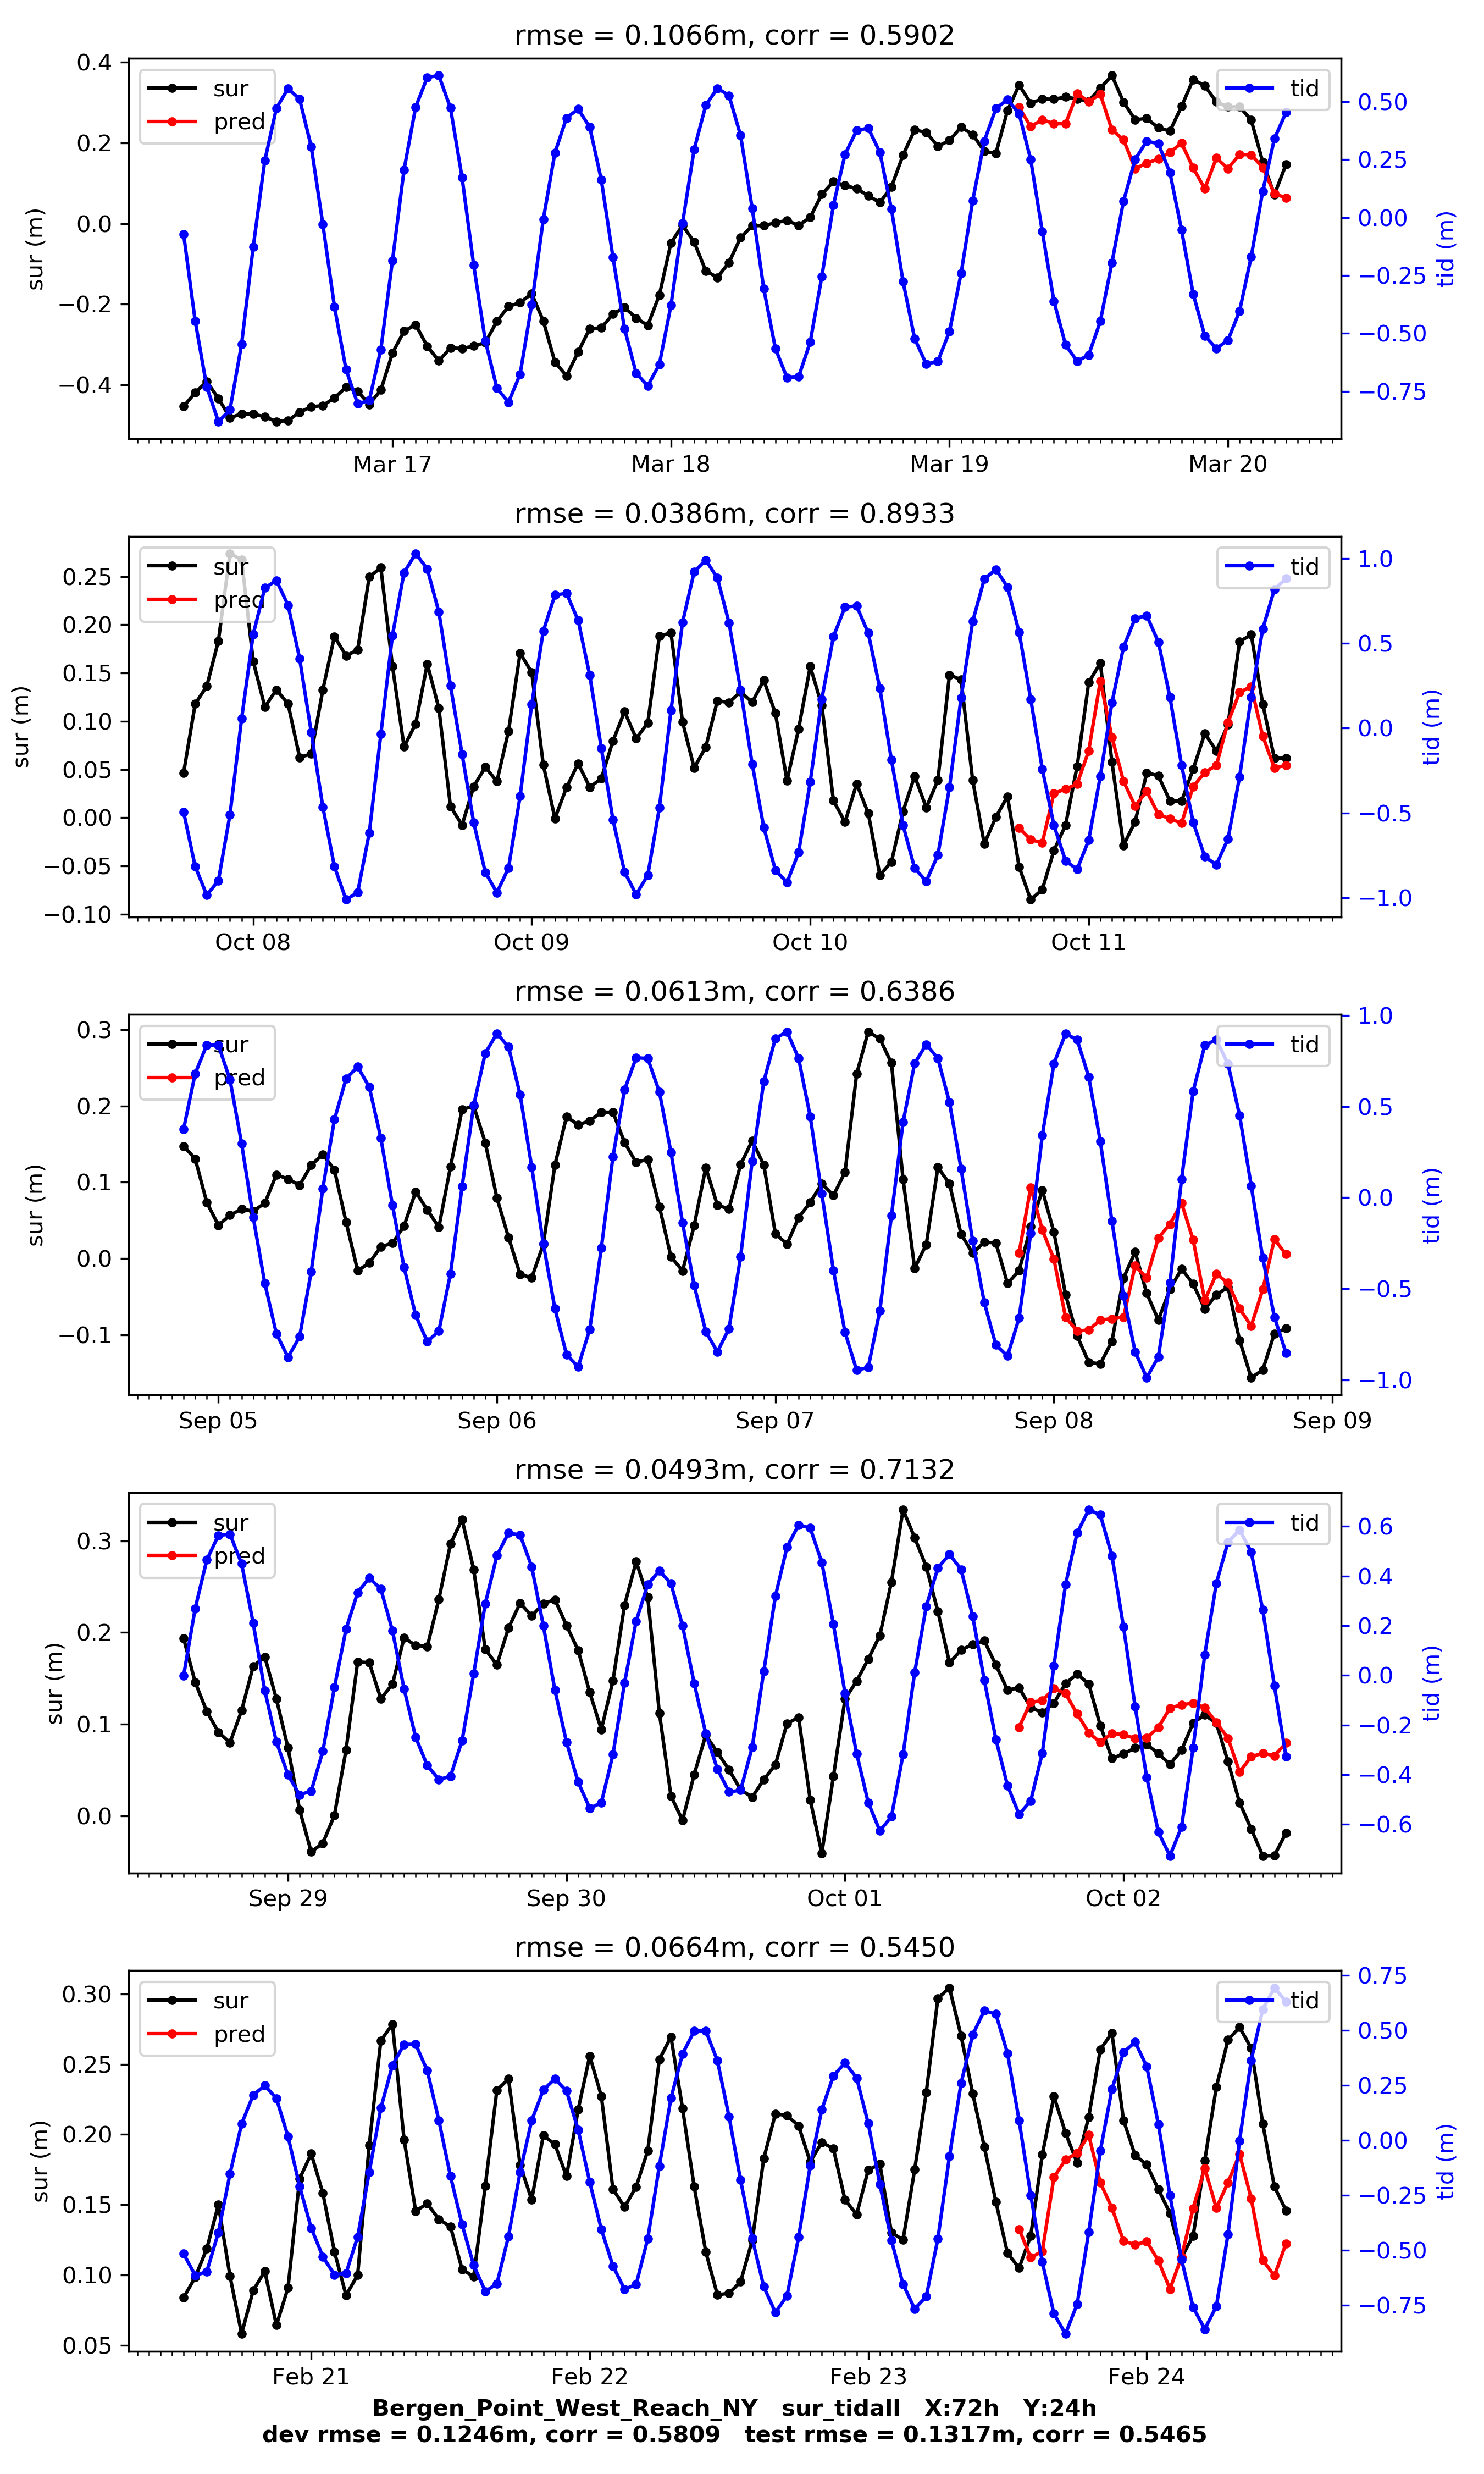 rmse = 0.1066m, corr = 0.5902
sur
pred
tid
0.4
0.2
0.0
−0.2
−0.4
sur (m)
0.50
0.25
0.00
−0.25
−0.50
−0.75
tid (m)
Mar 17 Mar 18 Mar 19 Mar 20
rmse = 0.0386m, corr = 0.8933
sur
pred
tid
0.25
0.20
0.15
0.10
0.05
0.00
−0.05
−0.10
sur (m)
1.0
0.5
0.0
−0.5
−1.0
tid (m)
Oct 08 Oct 09 Oct 10 Oct 11
rmse = 0.0613m, corr = 0.6386
sur
pred
tid
0.3
0.2
0.1
0.0
−0.1
sur (m)
1.0
0.5
0.0
−0.5
−1.0
tid (m)
Sep 05 Sep 06 Sep 07 Sep 08 Sep 09
rmse = 0.0493m, corr = 0.7132
sur
pred
tid
0.3
0.2
0.1
0.0
sur (m)
0.6
0.4
0.2
0.0
−0.2
−0.4
−0.6
tid (m)
Sep 29 Sep 30 Oct 01 Oct 02
rmse = 0.0664m, corr = 0.5450
sur
pred
tid
0.30
0.25
0.20
0.15
0.10
0.05
sur (m)
0.75
0.50
0.25
0.00
−0.25
−0.50
−0.75
tid (m)
Feb 21 Feb 22 Feb 23 Feb 24
Bergen_Point_West_Reach_NY sur_tidall X:72h Y:24h
dev rmse = 0.1246m, corr = 0.5809 test rmse = 0.1317m, corr = 0.5465